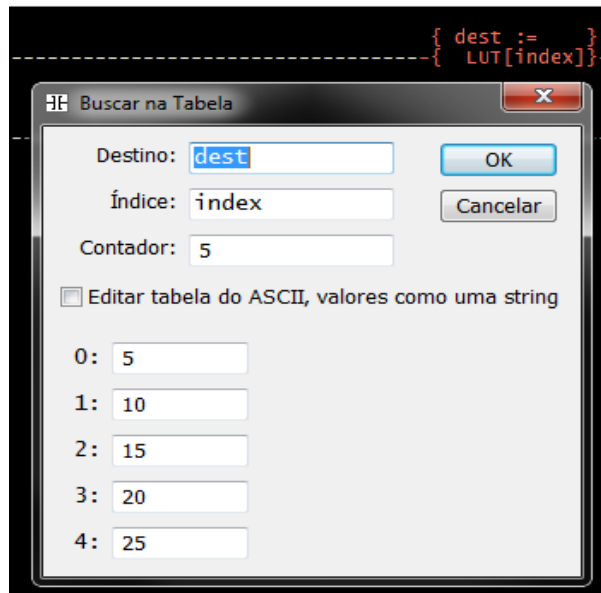 { dest :=    }
{  LUT[index]}
Buscar na Tabela
Destino: dest OK
Índice: index Cancelar
Contador: 5
Editar tabela do ASCII, valores como uma string
0: 5
1: 10
2: 15
3: 20
4: 25